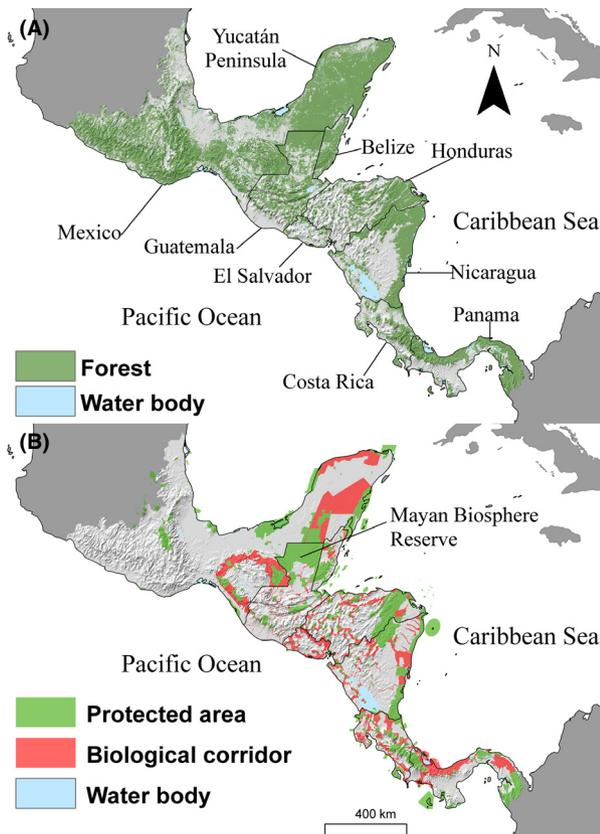 (A)
Yucatán
Peninsula
N
Belize
Honduras
Mexico
Guatemala
Caribbean Sea
El Salvador
Nicaragua
Pacific Ocean
Panama
Forest
Costa Rica
Water body
(B)
Mayan Biosphere
Reserve
Caribbean Sea
Pacific Ocean
Protected area
Biological corridor
Water body
400 km